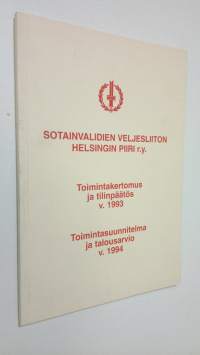 SOTAINVALIDIEN VELJESLIITON
HELSINGIN PIIRI r.y.
Toimintakertomus
ja tilinpäätös
v. 1993
Toimintasuunnitelma
ja talousarvio
v. 1994